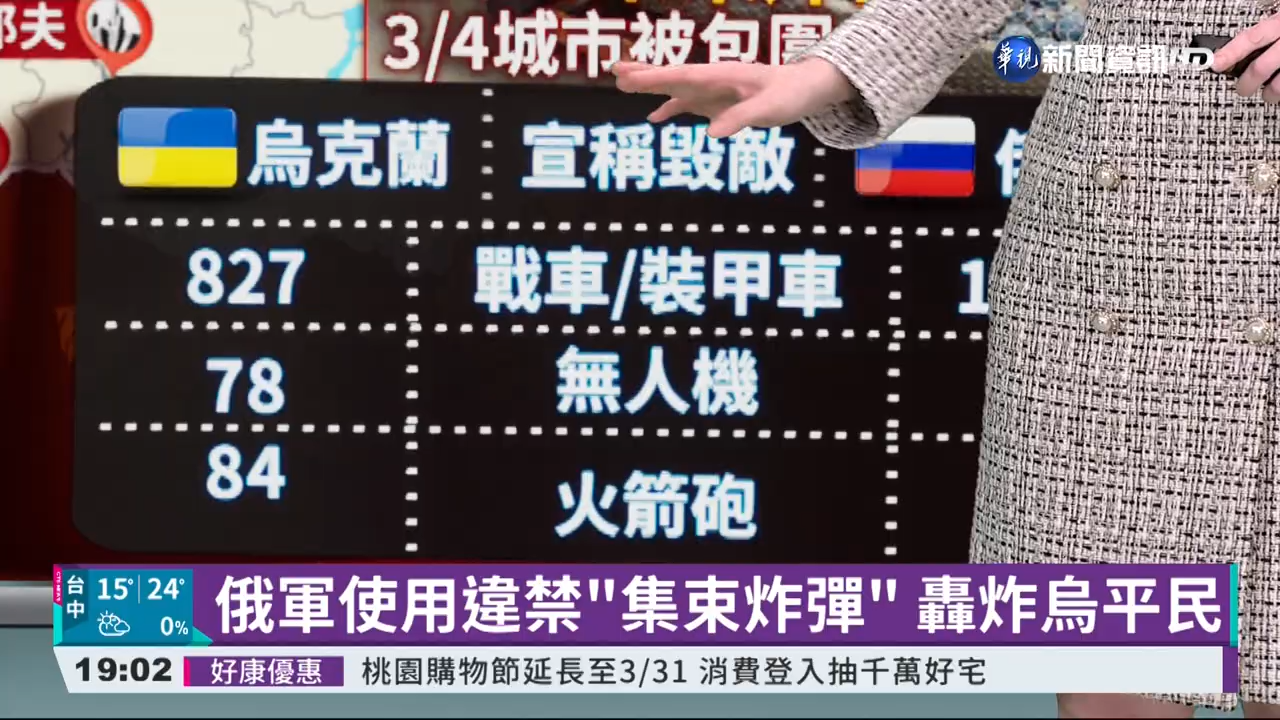 3/4城市被包圍
華視 新聞資訊HD
烏克蘭 宣稱毀敵
827 戰車/裝甲車
78 無人機
84 火箭砲
台中 15° 24° 0%
俄軍使用違禁"集束炸彈" 轟炸烏平民
19:02 好康優惠 桃園購物節延長至3/31 消費登入抽千萬好宅